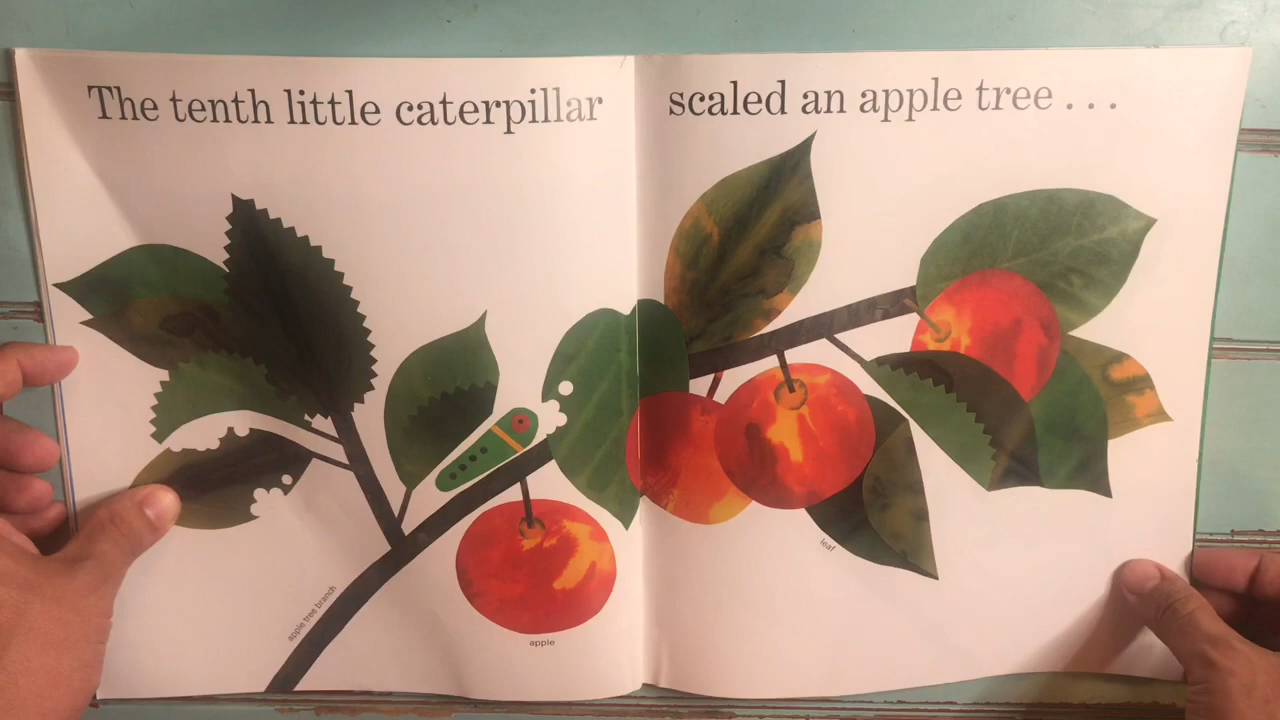 The tenth little caterpillar scaled an apple tree . . .
leaf
apple tree branch
apple